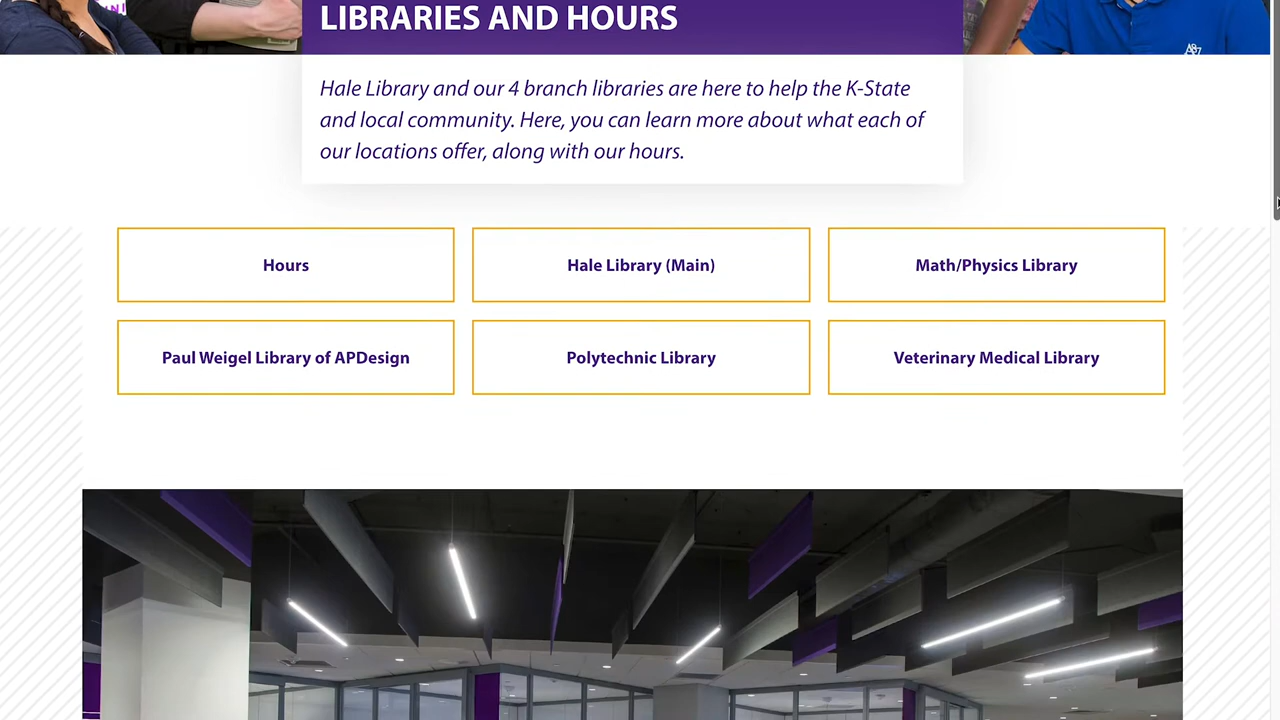 LIBRARIES AND HOURS
Hale Library and our 4 branch libraries are here to help the K-State
and local community. Here, you can learn more about what each of
our locations offer, along with our hours.
Hours
Hale Library (Main)
Math/Physics Library
Paul Weigel Library of APDesign
Polytechnic Library
Veterinary Medical Library